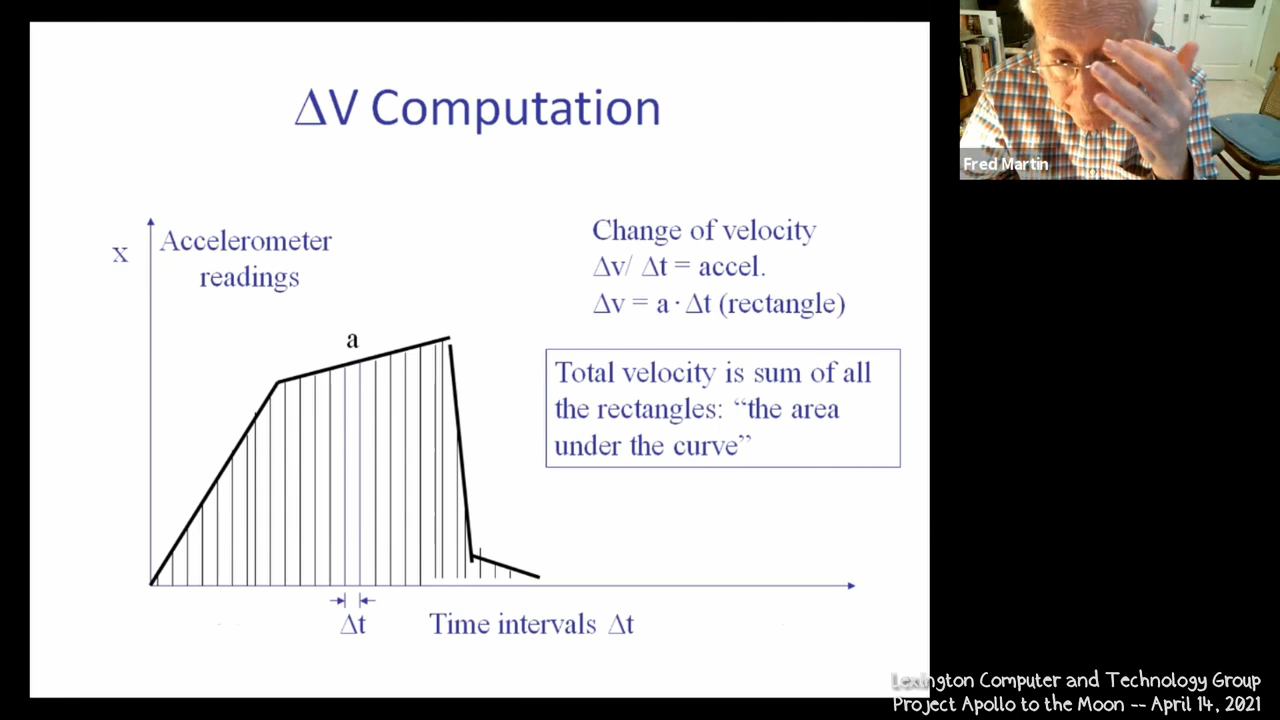 ΔV Computation
x
Accelerometer
readings
a
Δt
Time intervals Δt
Change of velocity
Δv/ Δt = accel.
Δv = a · Δt (rectangle)
Total velocity is sum of all
the rectangles: “the area
under the curve”
Fred Martin
Lexington Computer and Technology Group
Project Apollo to the Moon -- April 14, 2021